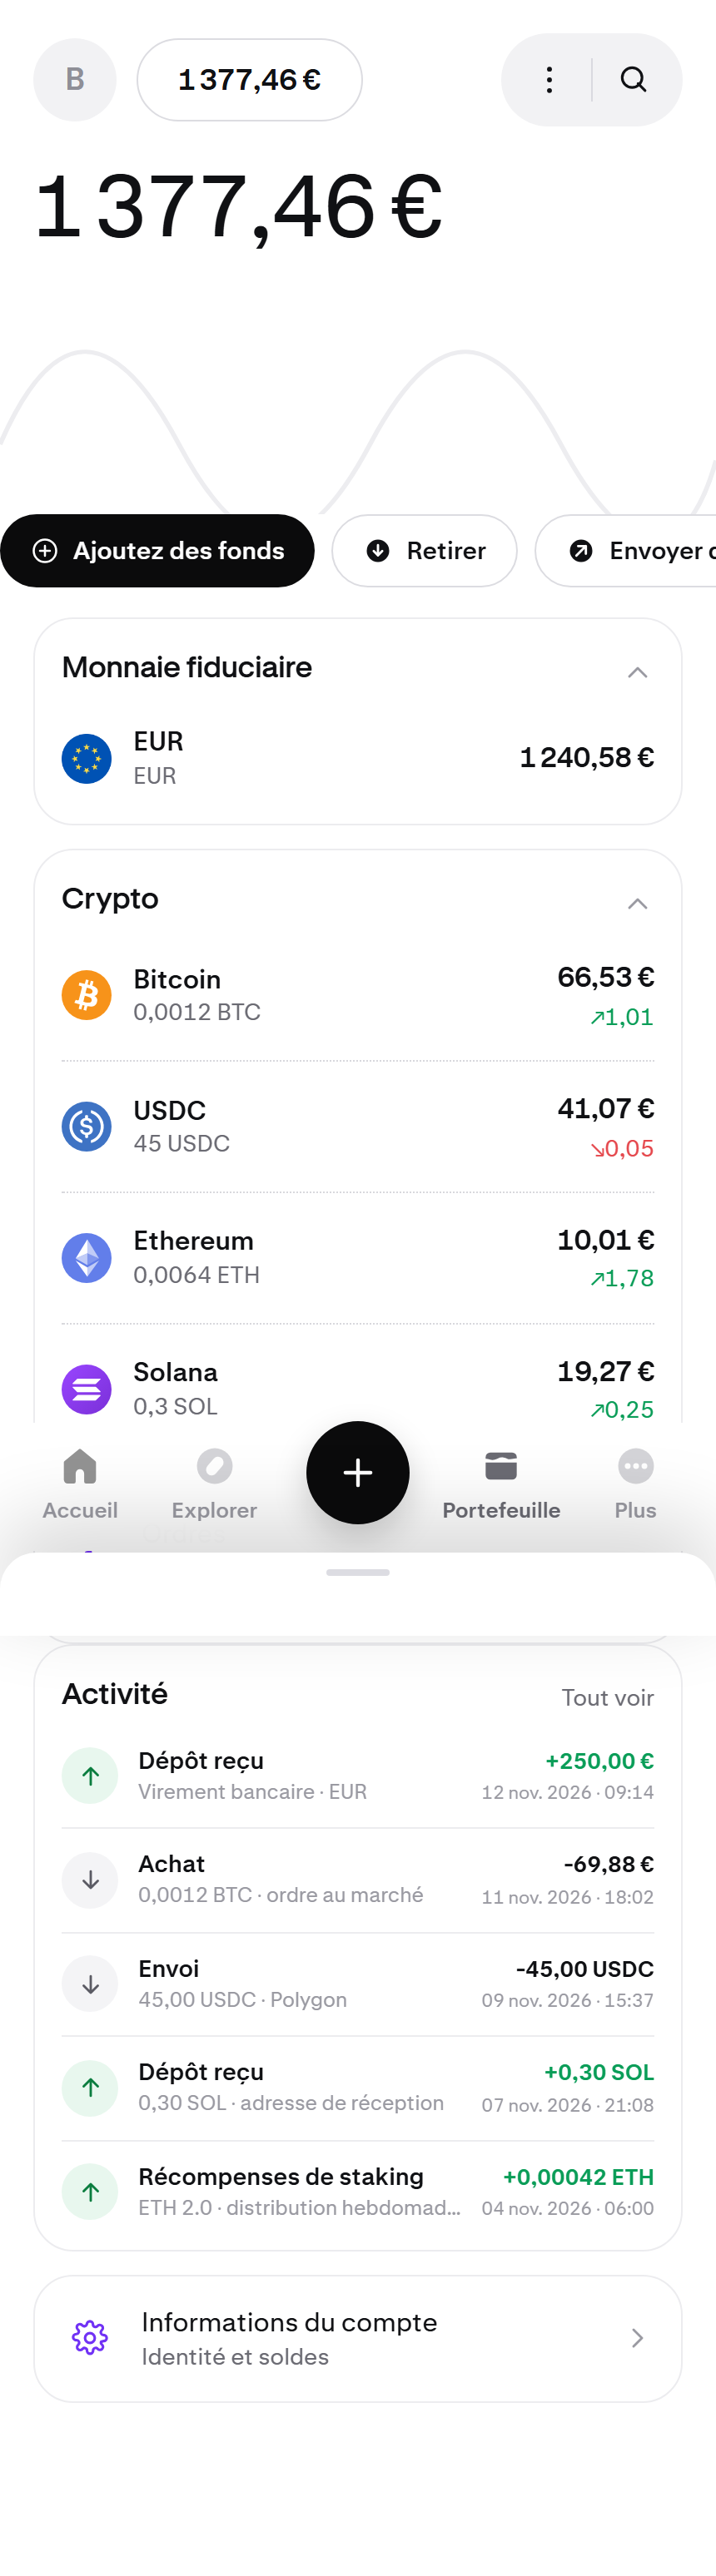 B
1 377,46 €
1 377,46 €
Ajoutez des fonds
Retirer
Envoyer
Monnaie fiduciaire
EUR
1 240,58 €
EUR
Crypto
Bitcoin
66,53 €
0,0012 BTC
↗1,01
USDC
41,07 €
45 USDC
↘0,05
Ethereum
10,01 €
0,0064 ETH
↗1,78
Solana
19,27 €
0,3 SOL
↗0,25
Accueil
Explorer
Portefeuille
Plus
Activité
Tout voir
Dépôt reçu
+250,00 €
Virement bancaire · EUR
12 nov. 2026 · 09:14
Achat
-69,88 €
0,0012 BTC · ordre au marché
11 nov. 2026 · 18:02
Envoi
-45,00 USDC
45,00 USDC · Polygon
09 nov. 2026 · 15:37
Dépôt reçu
+0,30 SOL
0,30 SOL · adresse de réception
07 nov. 2026 · 21:08
Récompenses de staking
+0,00042 ETH
ETH 2.0 · distribution hebdomad...
04 nov. 2026 · 06:00
Informations du compte
Identité et soldes